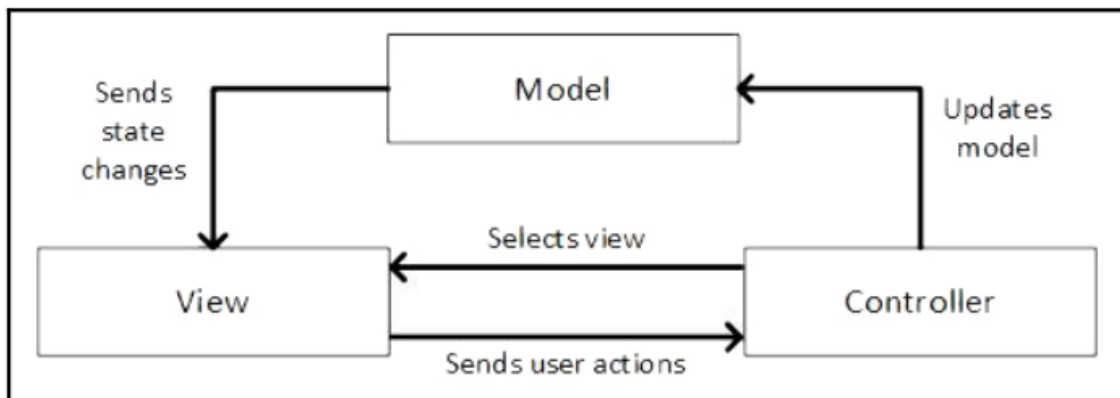 Model
Sends
state
changes
Updates
model
Selects view
View
Controller
Sends user actions